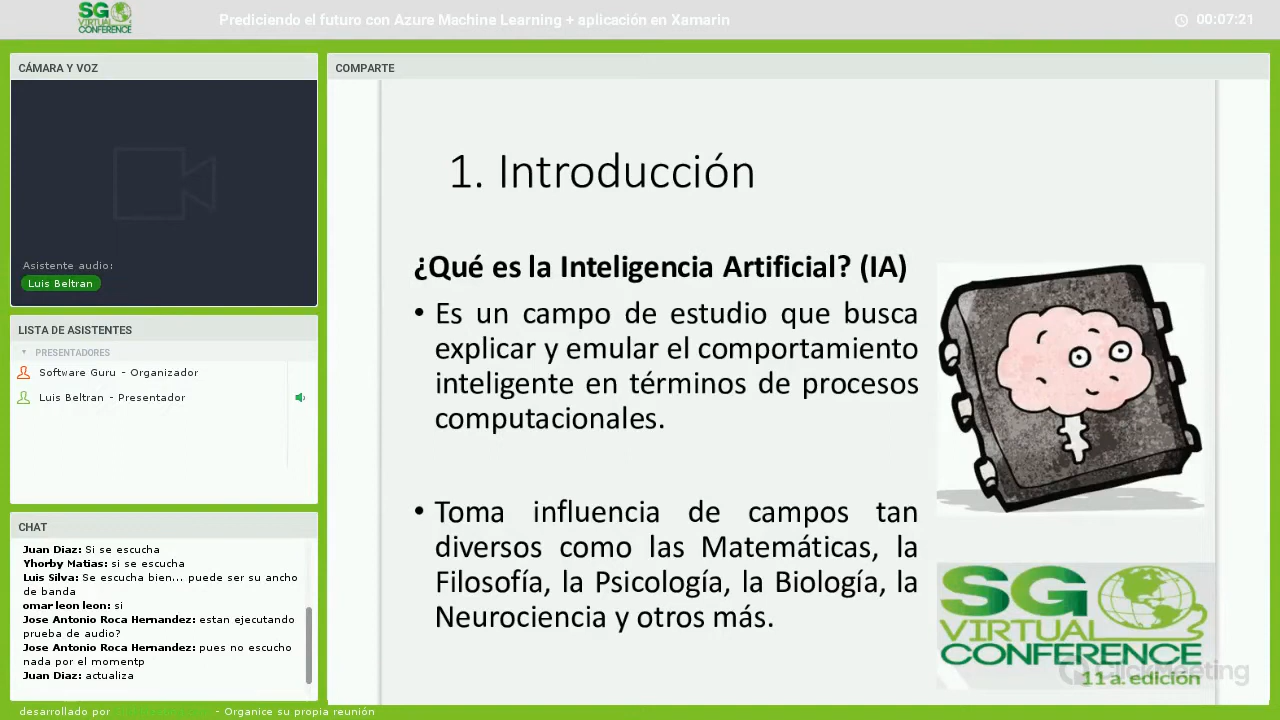 SG
VIRTUAL
CONFERENCE
Prediciendo el futuro con Azure Machine Learning + aplicación en Xamarin
00:07:21
CÁMARA Y VOZ
Asistente audio:
Luis Beltran
LISTA DE ASISTENTES
PRESENTADORES
Software Guru - Organizador
Luis Beltran - Presentador
CHAT
Juan Diaz: Si se escucha
Yhorby Matias: si se escucha
Luis Silva: Se escucha bien... puede ser su ancho
de banda
omar leon leon: si
Jose Antonio Roca Hernandez: estan ejecutando
prueba de audio?
Jose Antonio Roca Hernandez: pues no escucho
nada por el momentp
Juan Diaz: actualiza
COMPARTE
1. Introducción
¿Qué es la Inteligencia Artificial? (IA)
• Es un campo de estudio que busca
explicar y emular el comportamiento
inteligente en términos de procesos
computacionales.
• Toma influencia de campos tan
diversos como las Matemáticas, la
Filosofía, la Psicología, la Biología, la
Neurociencia y otros más.
SG
VIRTUAL
CONFERENCE
11 a. edición
ClickMeeting
desarrollado por
- Organice su propia reunión